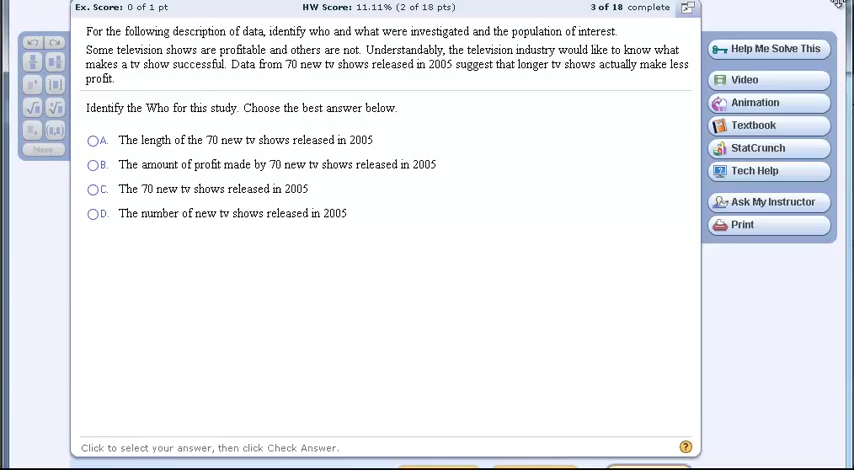 Ex. Score: 0 of 1 pt
HW Score: 11.11% (2 of 18 pts)
3 of 18 complete
For the following description of data, identify who and what were investigated and the population of interest.
Some television shows are profitable and others are not. Understandably, the television industry would like to know what
makes a tv show successful. Data from 70 new tv shows released in 2005 suggest that longer tv shows actually make less
profit.
Identify the Who for this study. Choose the best answer below.
A. The length of the 70 new tv shows released in 2005
B. The amount of profit made by 70 new tv shows released in 2005
C. The 70 new tv shows released in 2005
D. The number of new tv shows released in 2005
Click to select your answer, then click Check Answer.
?
More
Help Me Solve This
Video
Animation
Textbook
StatCrunch
Tech Help
Ask My Instructor
Print